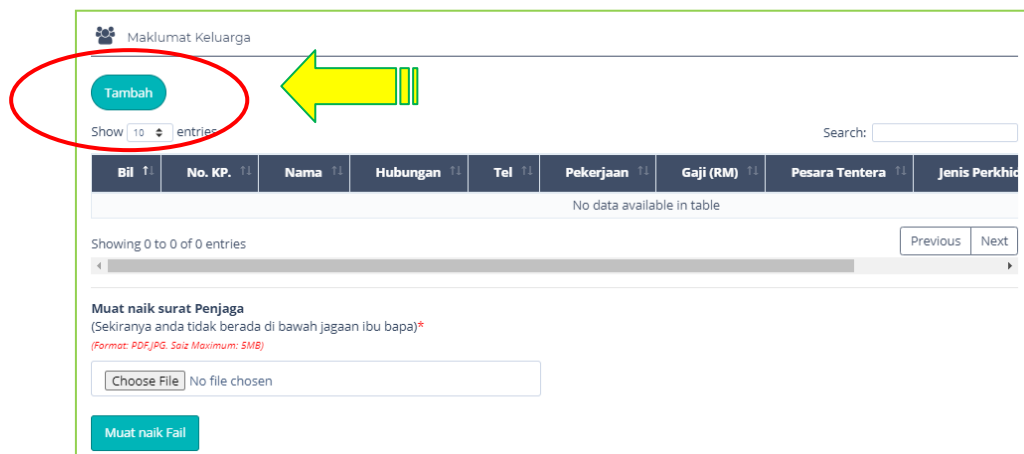 Maklumat Keluarga
Tambah
Show 10 entries Search:
Bil No. KP. Nama Hubungan Tel Pekerjaan Gaji (RM) Pesara Tentera Jenis Perkhid
No data available in table
Showing 0 to 0 of 0 entries Previous Next
Muat naik surat Penjaga
(Sekiranya anda tidak berada di bawah jagaan ibu bapa)*
(Format: PDF,JPG. Saiz Maximum: 5MB)
Choose File No file chosen
Muat naik Fail